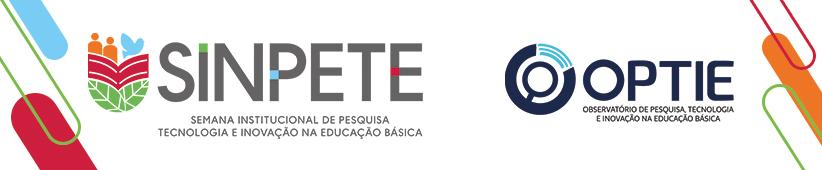 SINPETE
SEMANA INSTITUCIONAL DE PESQUISA
TECNOLOGIA E INOVAÇÃO NA EDUCAÇÃO BÁSICA
OPTIE
OBSERVATÓRIO DE PESQUISA, TECNOLOGIA
E INOVAÇÃO NA EDUCAÇÃO BÁSICA